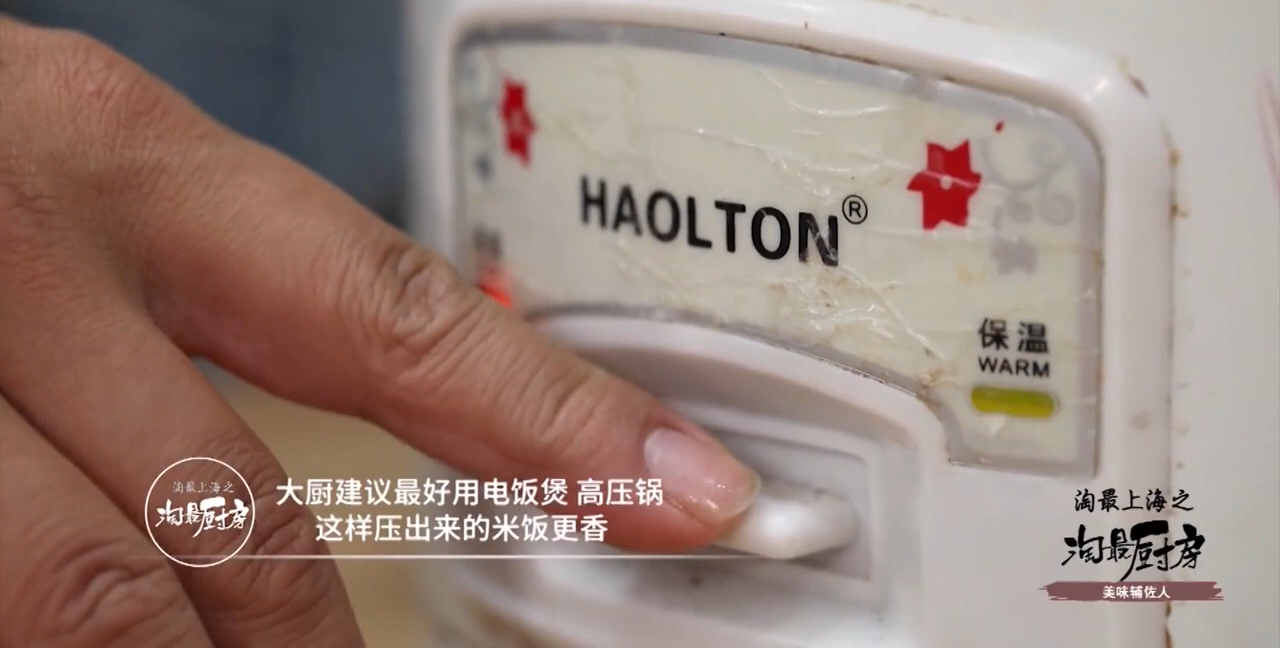 HAOLTON®
保温
WARM
淘最上海之
淘最厨房
大厨建议最好用电饭煲 高压锅
这样压出来的米饭更香
淘最上海之
淘最厨房
美味辅佐人